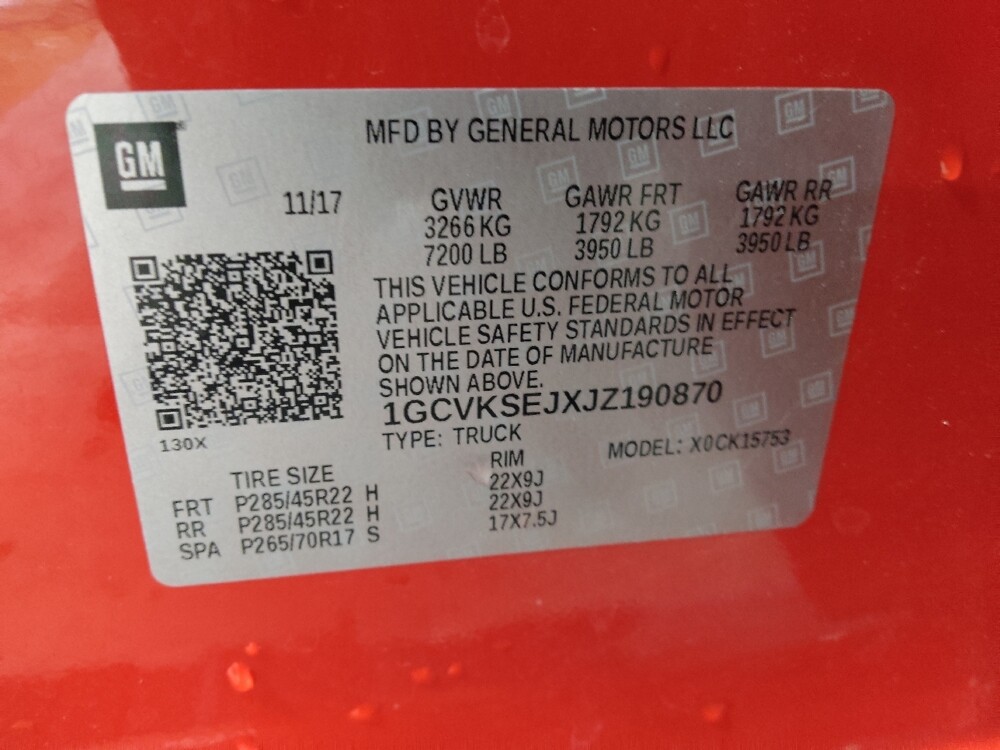 GM
MFD BY GENERAL MOTORS LLC
11/17 GVWR GAWR FRT GAWR RR
3266 KG 1792 KG 1792 KG
7200 LB 3950 LB 3950 LB
THIS VEHICLE CONFORMS TO ALL
APPLICABLE U.S. FEDERAL MOTOR
VEHICLE SAFETY STANDARDS IN EFFECT
ON THE DATE OF MANUFACTURE
SHOWN ABOVE.
1GCVKSEJXJZ190870
130X
TYPE: TRUCK MODEL: X0CK15753
TIRE SIZE RIM
FRT P285/45R22 H 22X9J
RR P285/45R22 H 22X9J
SPA P265/70R17 S 17X7.5J